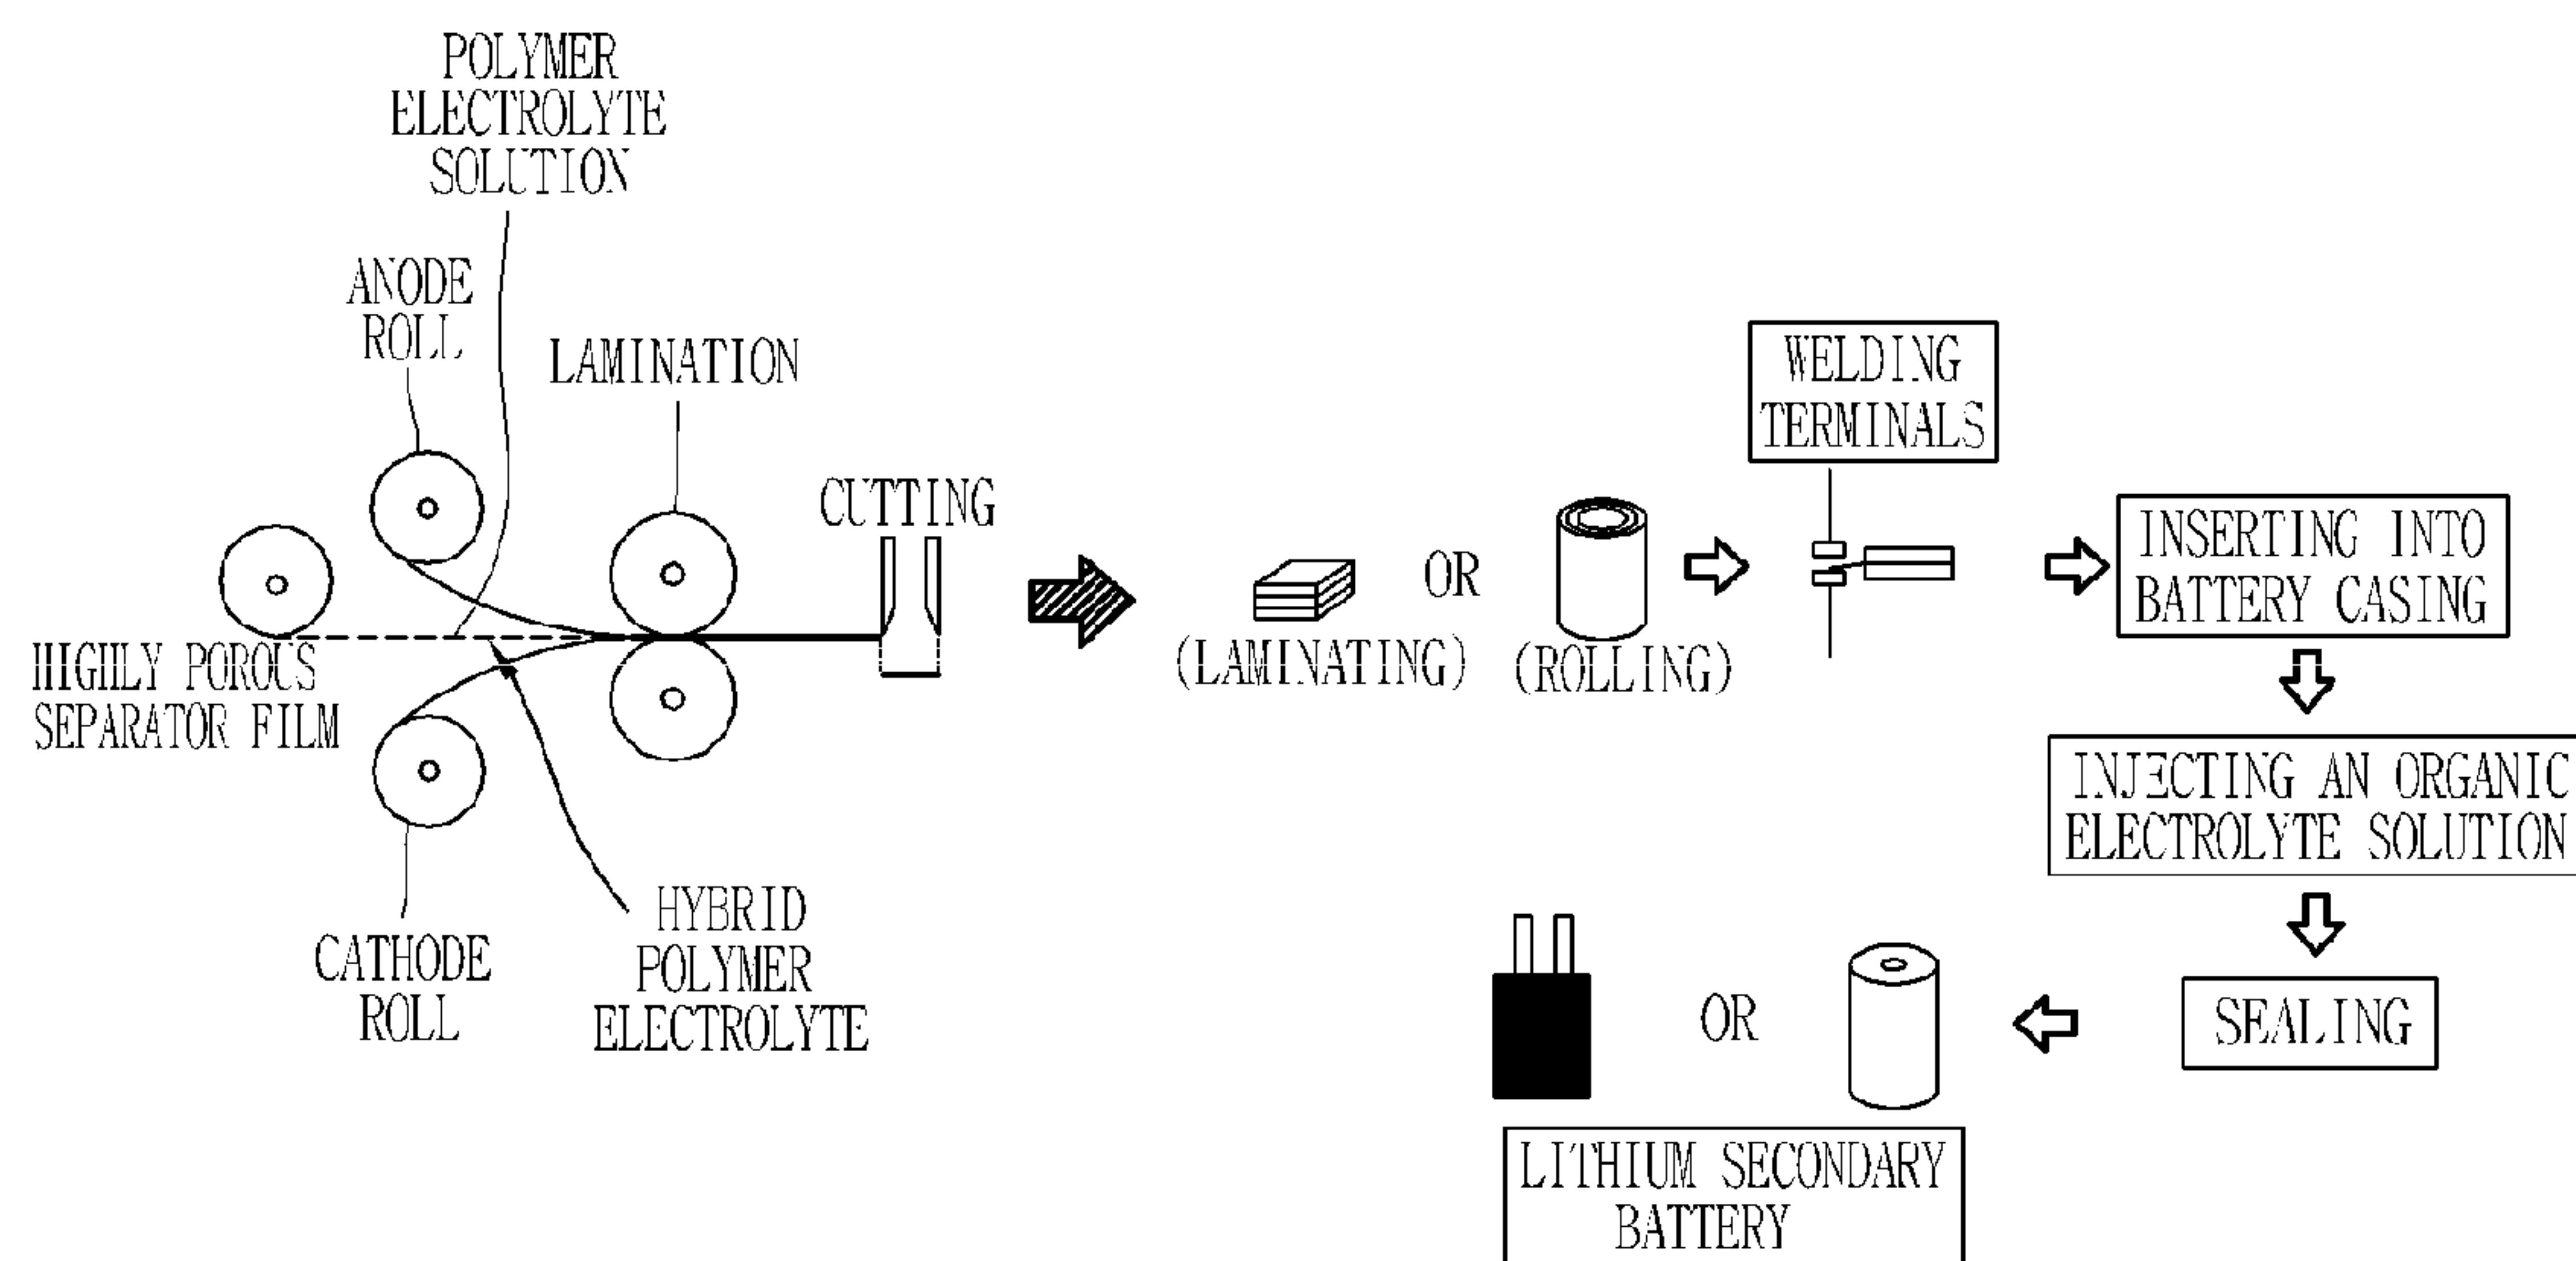 POLYMER
ELECTROLYTE
SOLUTION
ANODE
ROLL
LAMINATION
CUTTING
HIGHLY POROUS
SEPARATOR FILM
CATHODE
ROLL
HYBRID
POLYMER
ELECTROLYTE
(LAMINATING)
OR
(ROLLING)
WELDING
TERMINALS
INSERTING INTO
BATTERY CASING
INJECTING AN ORGANIC
ELECTROLYTE SOLUTION
SEALING
OR
LITHIUM SECONDARY
BATTERY